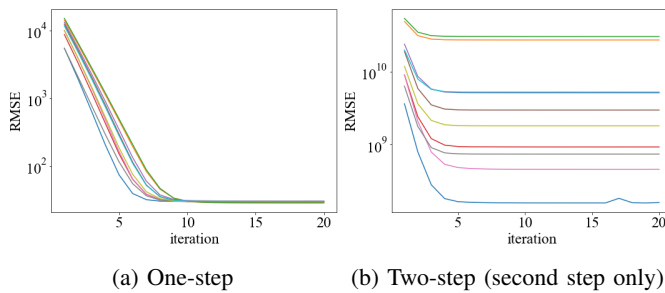 10^4
10^3
10^2
RMSE
5
10
15
20
iteration
(a) One-step
10^10
10^9
RMSE
5
10
15
20
iteration
(b) Two-step (second step only)